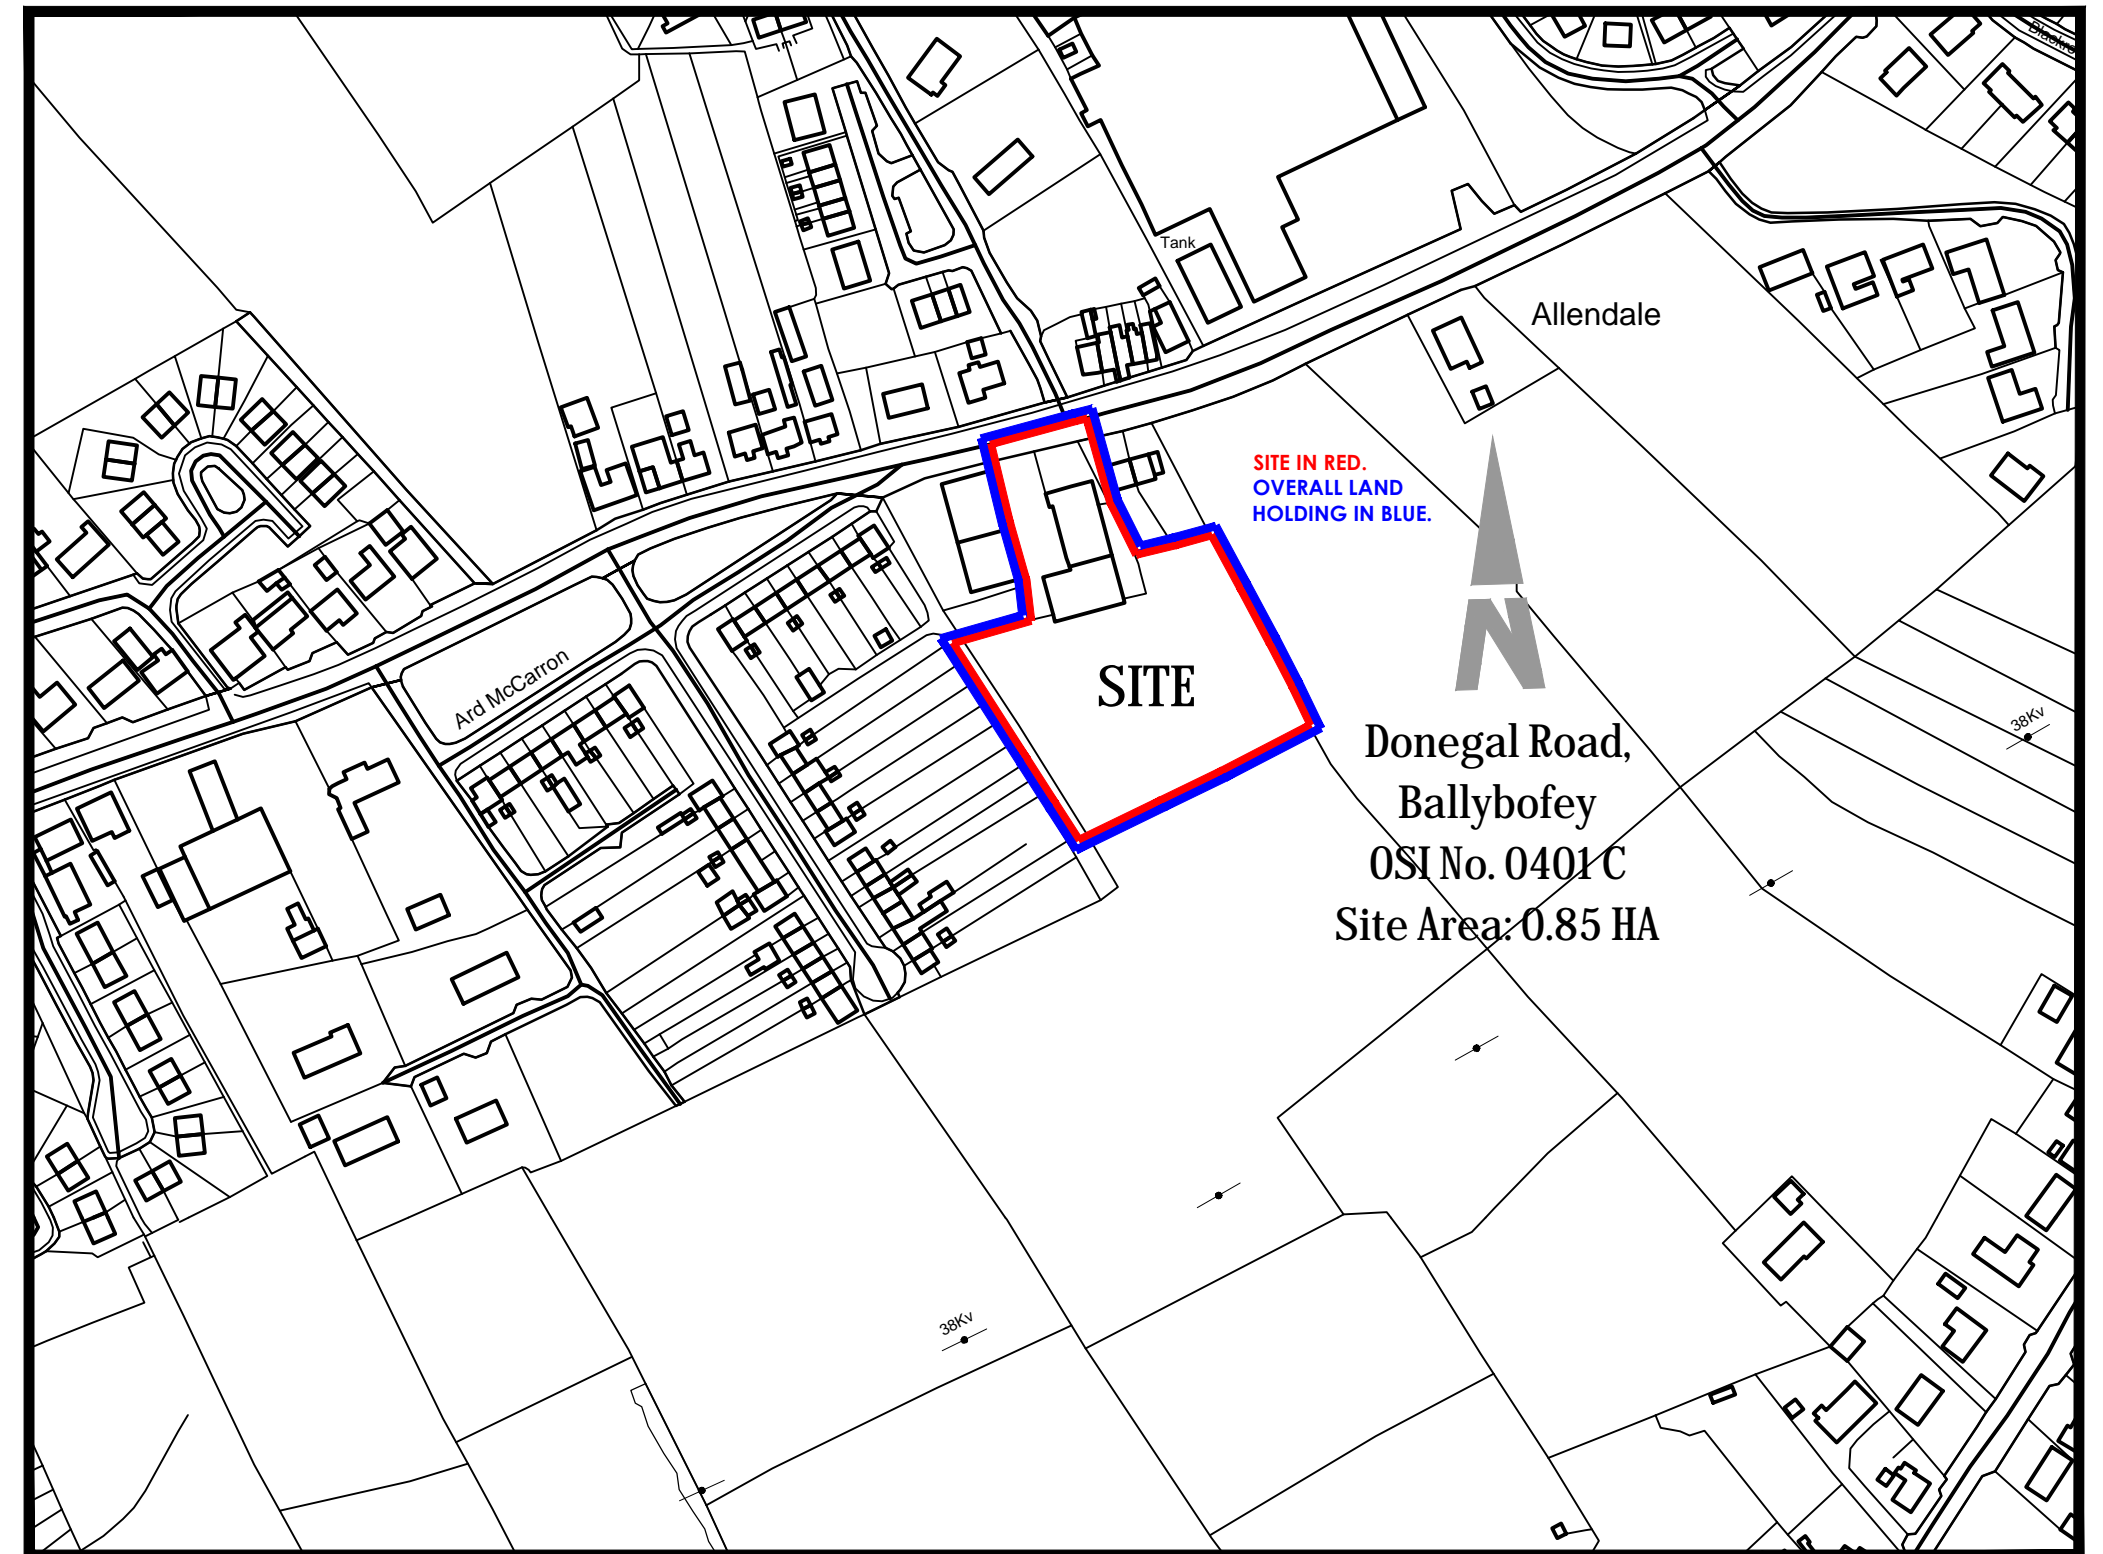 Tank
Allendale
SITE IN RED.
OVERALL LAND
HOLDING IN BLUE.
N
Ard McCarron
SITE
Donegal Road,
Ballybofey
OSI No. 0401 C
Site Area: 0.85 HA
38Kv
38Kv